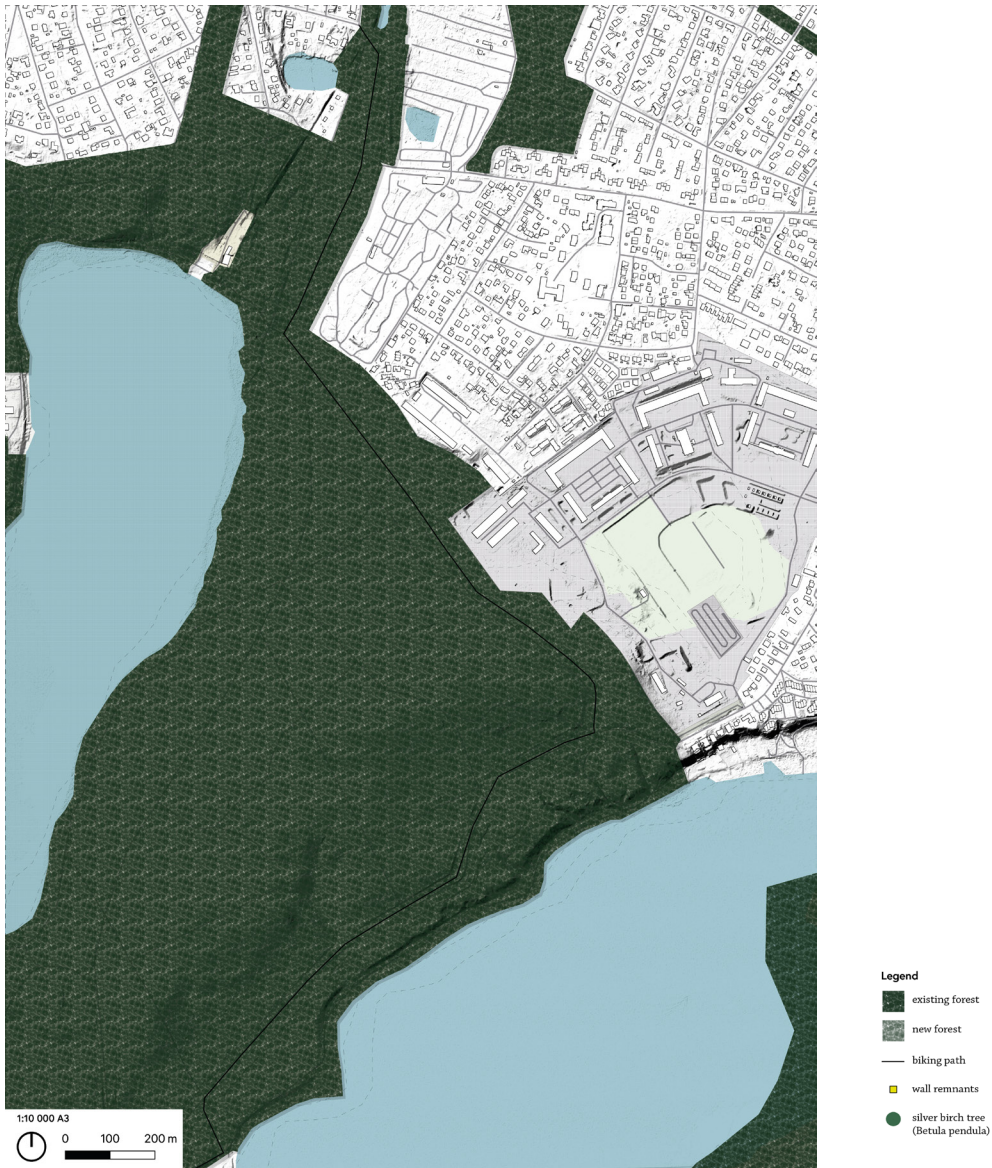 Legend
existing forest
new forest
biking path
wall remnants
silver birch tree
(Betula pendula)
1:10 000 A3
0 100 200 m